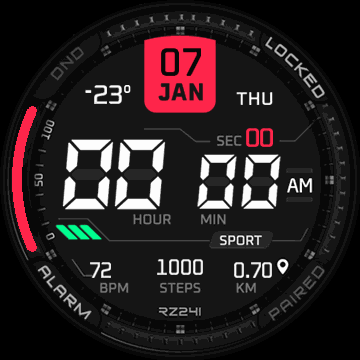 DND
LOCKED
07
JAN
-23°
THU
100
50
0
SEC 00
00 00
AM
HOUR MIN
SPORT
72
BPM
1000
STEPS
0.70
KM
ALARM
PAIRED
RZ241